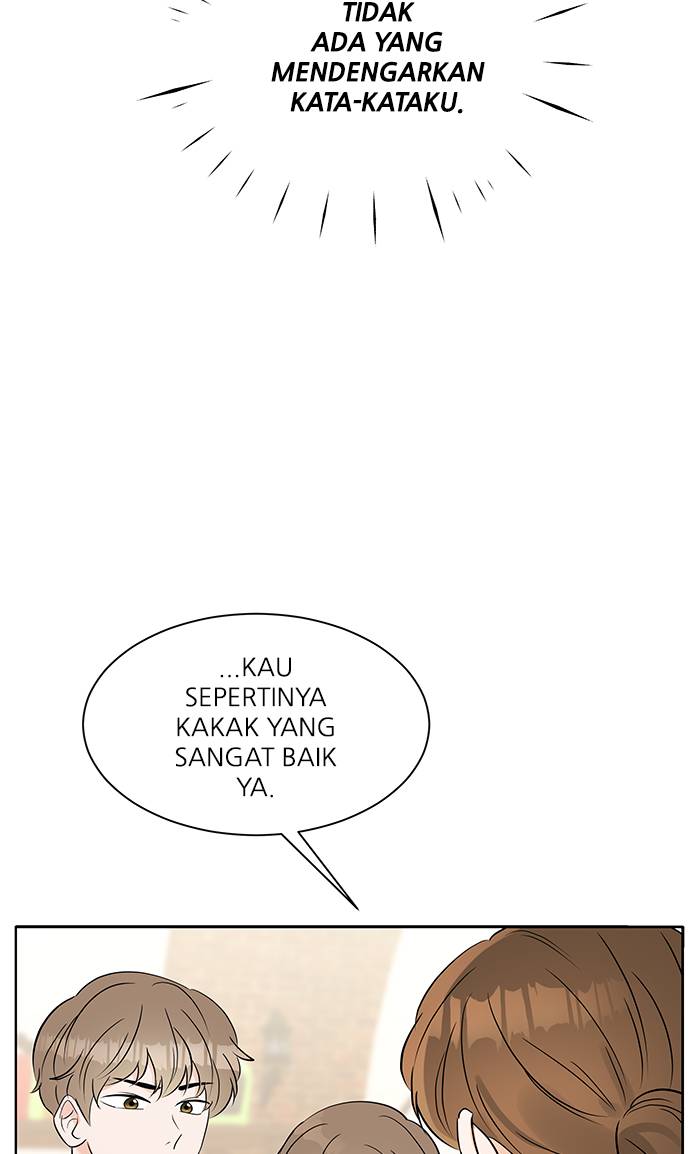 TIDAK
ADA YANG
MENDENGARKAN
KATA-KATAKU.
...KAU
SEPERTINYA
KAKAK YANG
SANGAT BAIK
YA.